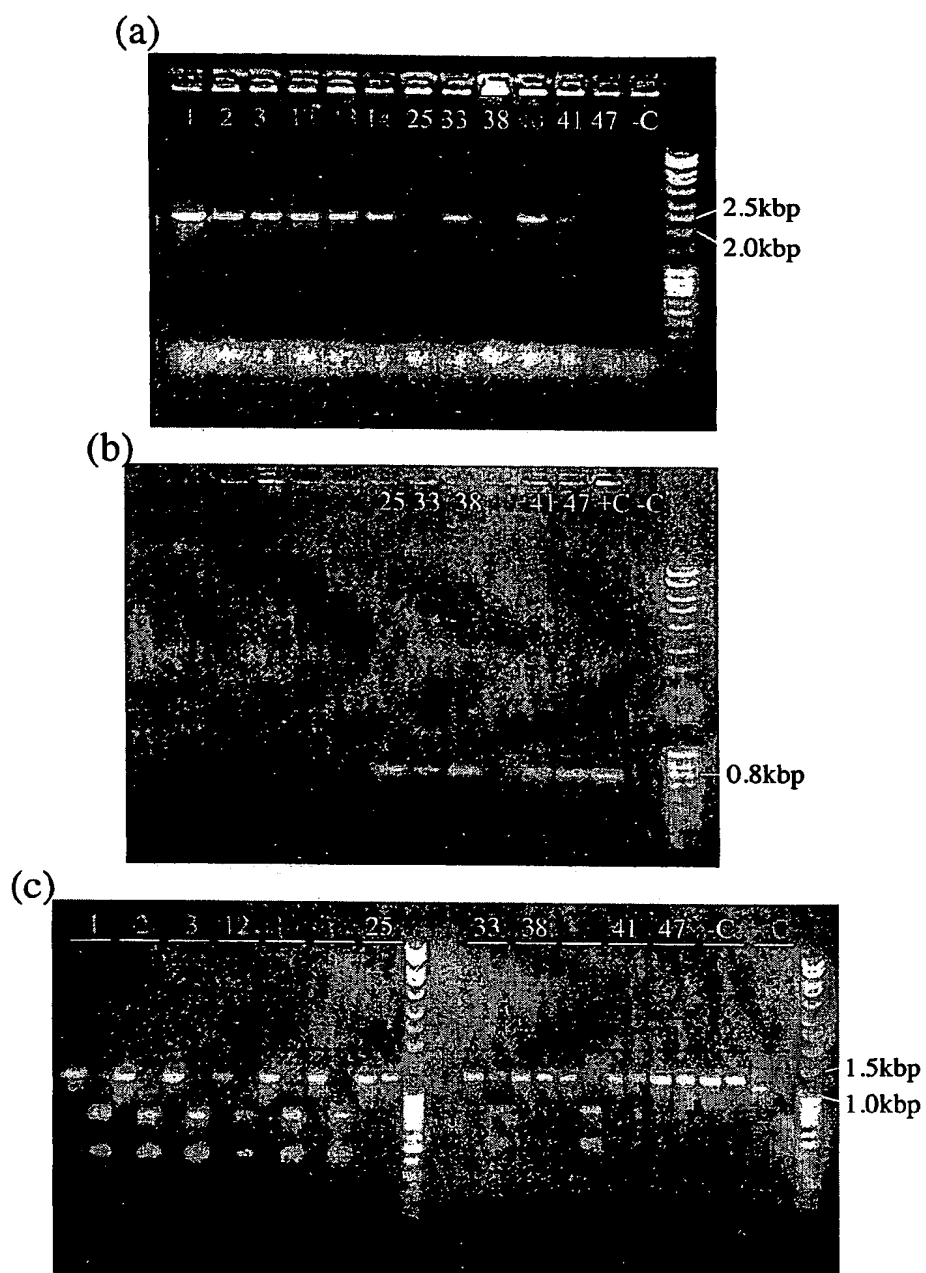 (a)
1 2 3 25 33 38 41 47 -C
2.5kbp
2.0kbp
(b)
25 33 38 41 47 +C -C
0.8kbp
(c)
1 2 3 12 25 33 38 41 47 -C C
1.5kbp
1.0kbp